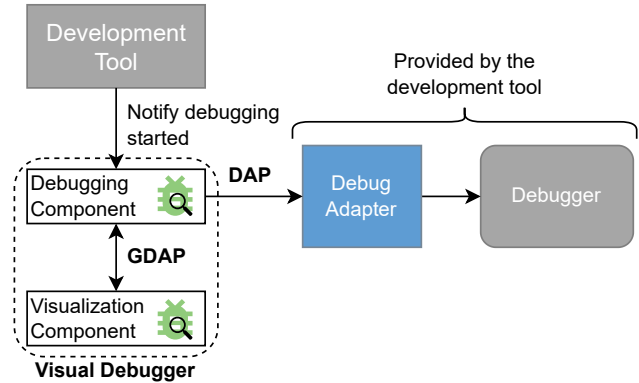 Development
Tool
Provided by the
development tool
Notify debugging
started
Debugging
Component
DAP
Debug
Adapter
Debugger
GDAP
Visualization
Component
Visual Debugger